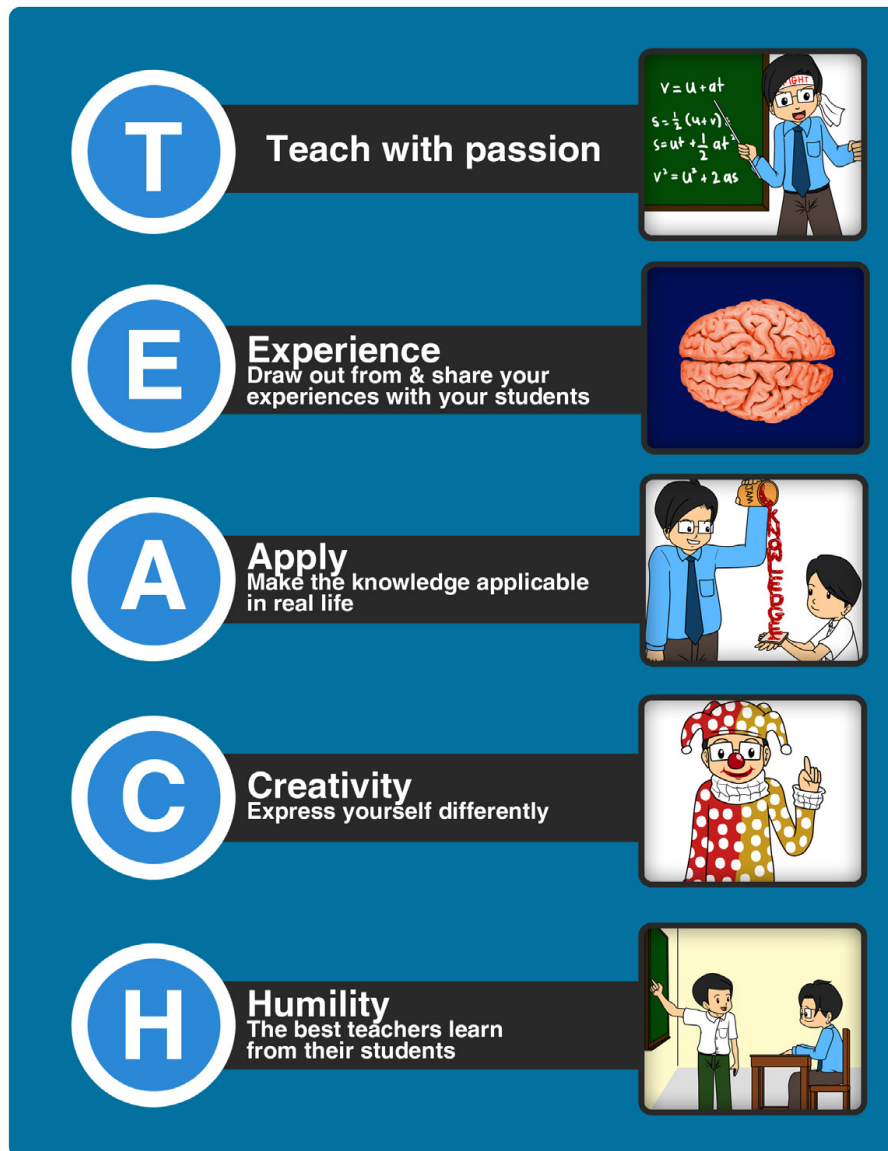 T
Teach with passion
FIGHT
v = u + at
s = ½ (u + v)
s = ut + ½ at²
v² = u² + 2as
E
Experience
Draw out from & share your
experiences with your students
A
Apply
Make the knowledge applicable
in real life
JAM
KNOWLEDGE
C
Creativity
Express yourself differently
H
Humility
The best teachers learn
from their students